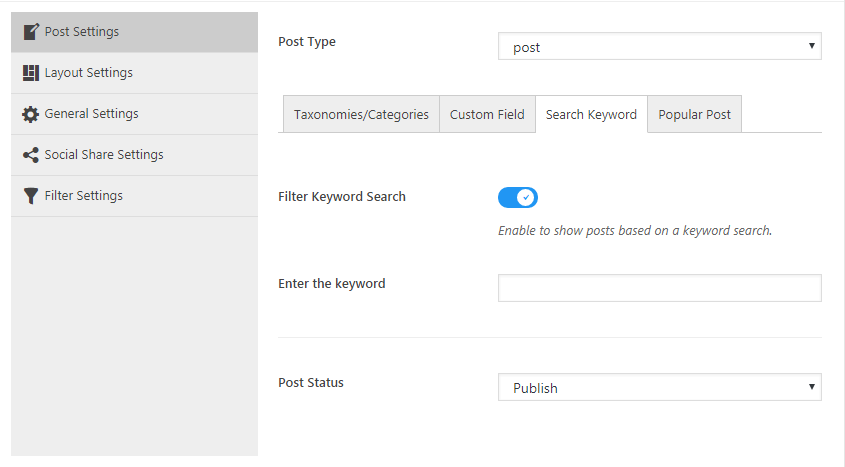 Post Settings
Layout Settings
General Settings
Social Share Settings
Filter Settings
Post Type
post
Taxonomies/Categories
Custom Field
Search Keyword
Popular Post
Filter Keyword Search
Enable to show posts based on a keyword search.
Enter the keyword
Post Status
Publish